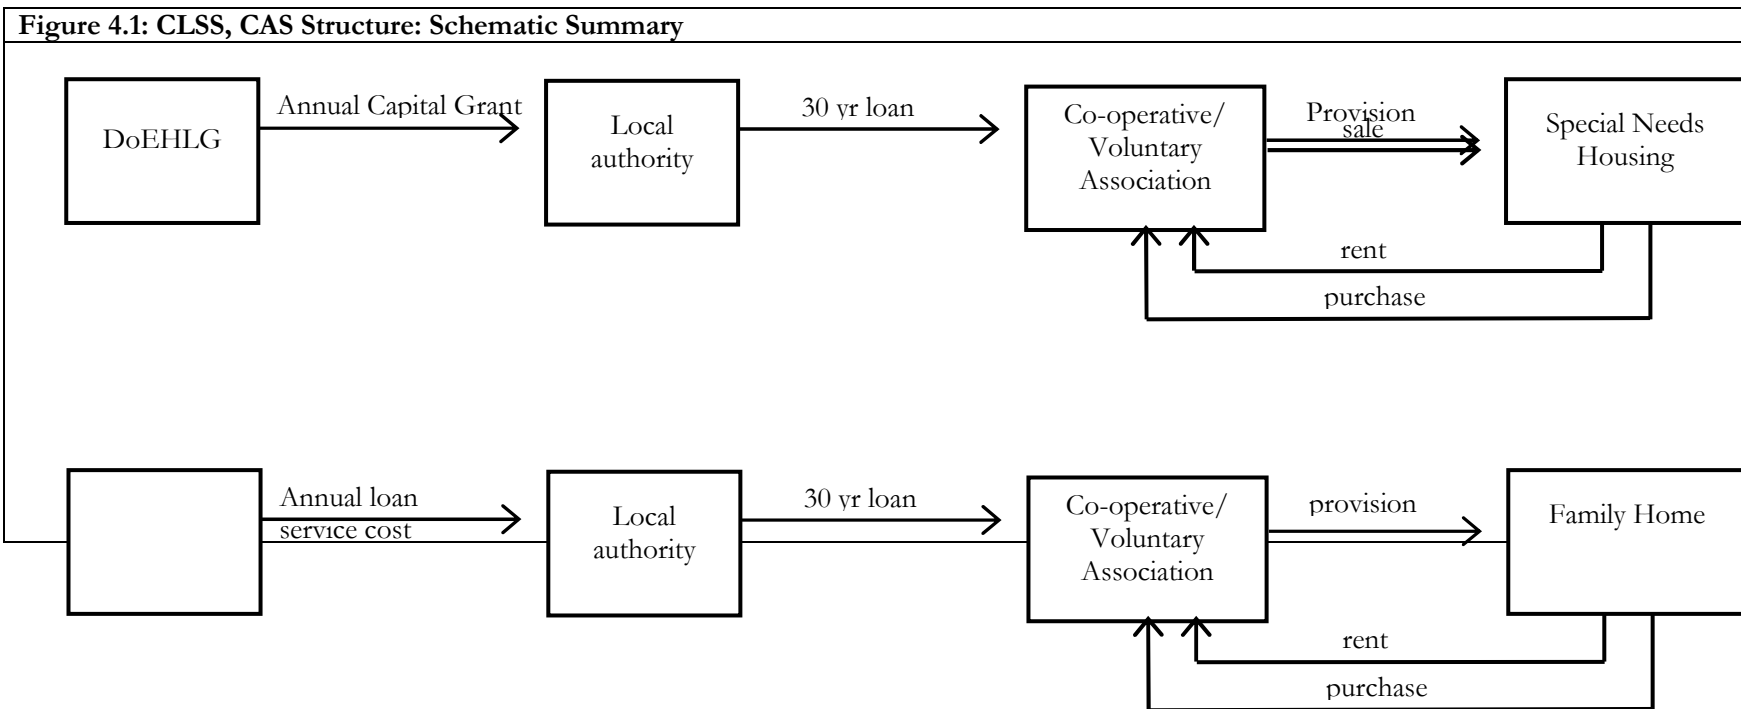 Figure 4.1: CLSS, CAS Structure: Schematic Summary
DoEHLG
Annual Capital Grant
Local
authority
30 yr loan
Co-operative/
Voluntary
Association
Provision
sale
Special Needs
Housing
rent
purchase
Annual loan
service cost
Local
authority
30 yr loan
Co-operative/
Voluntary
Association
provision
Family Home
rent
purchase